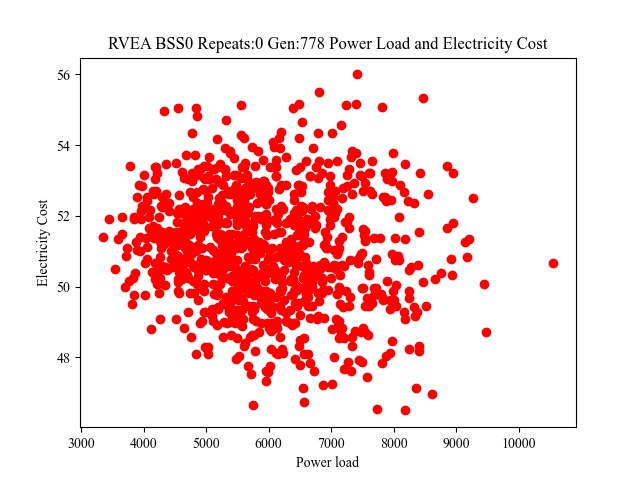 RVEA BSS0 Repeats:0 Gen:778 Power Load and Electricity Cost
56
54
52
50
48
Electricity Cost
3000 4000 5000 6000 7000 8000 9000 10000
Power load